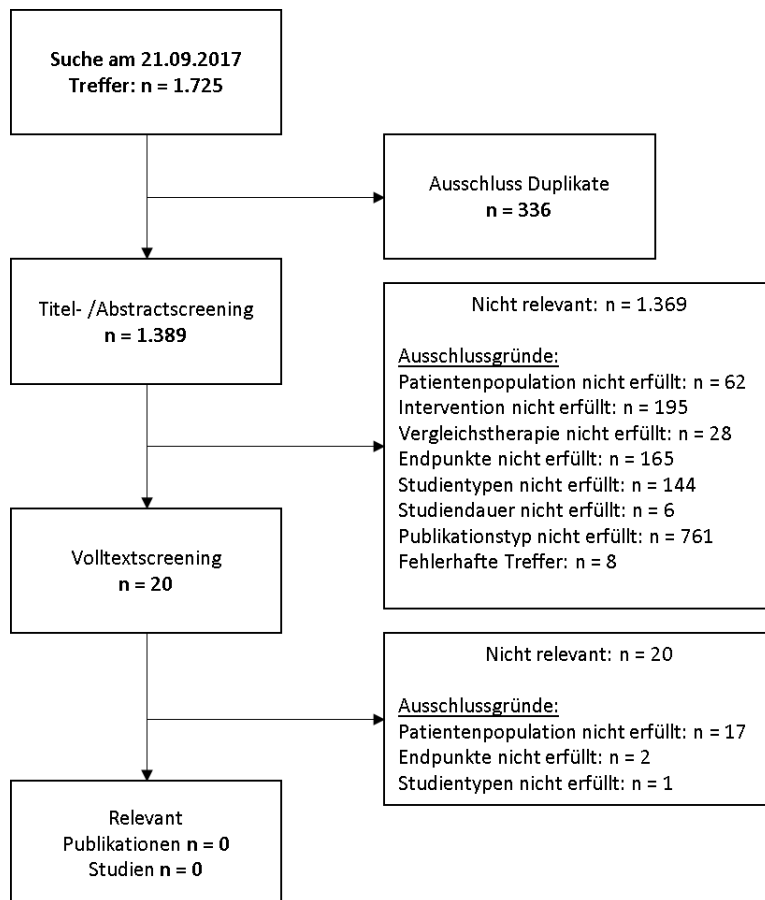 Suche am 21.09.2017
Treffer: n = 1.725
Ausschluss Duplikate
n = 336
Titel- /Abstractscreening
n = 1.389
Nicht relevant: n = 1.369
Ausschlussgründe:
Patientenpopulation nicht erfüllt: n = 62
Intervention nicht erfüllt: n = 195
Vergleichstherapie nicht erfüllt: n = 28
Endpunkte nicht erfüllt: n = 165
Studientypen nicht erfüllt: n = 144
Studiendauer nicht erfüllt: n = 6
Publikationstyp nicht erfüllt: n = 761
Fehlerhafte Treffer: n = 8
Volltextscreening
n = 20
Nicht relevant: n = 20
Ausschlussgründe:
Patientenpopulation nicht erfüllt: n = 17
Endpunkte nicht erfüllt: n = 2
Studientypen nicht erfüllt: n = 1
Relevant
Publikationen n = 0
Studien n = 0